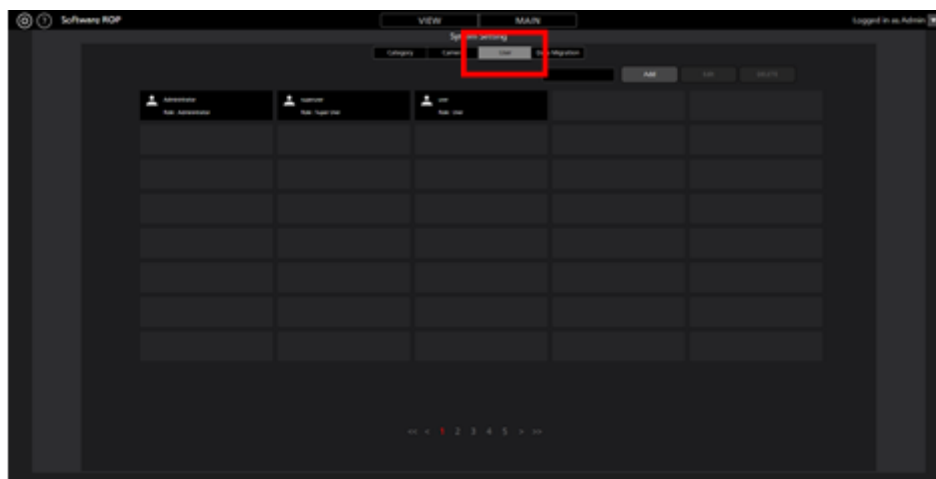 Software ROP
VIEW MAIN
Logged in as Admin
System Setting
Category Camera User Data Migration
Add Edit DELETE
Administrator
Role : Administrator
superuser
Role : Super User
user
Role : User
<< < 1 2 3 4 5 > >>